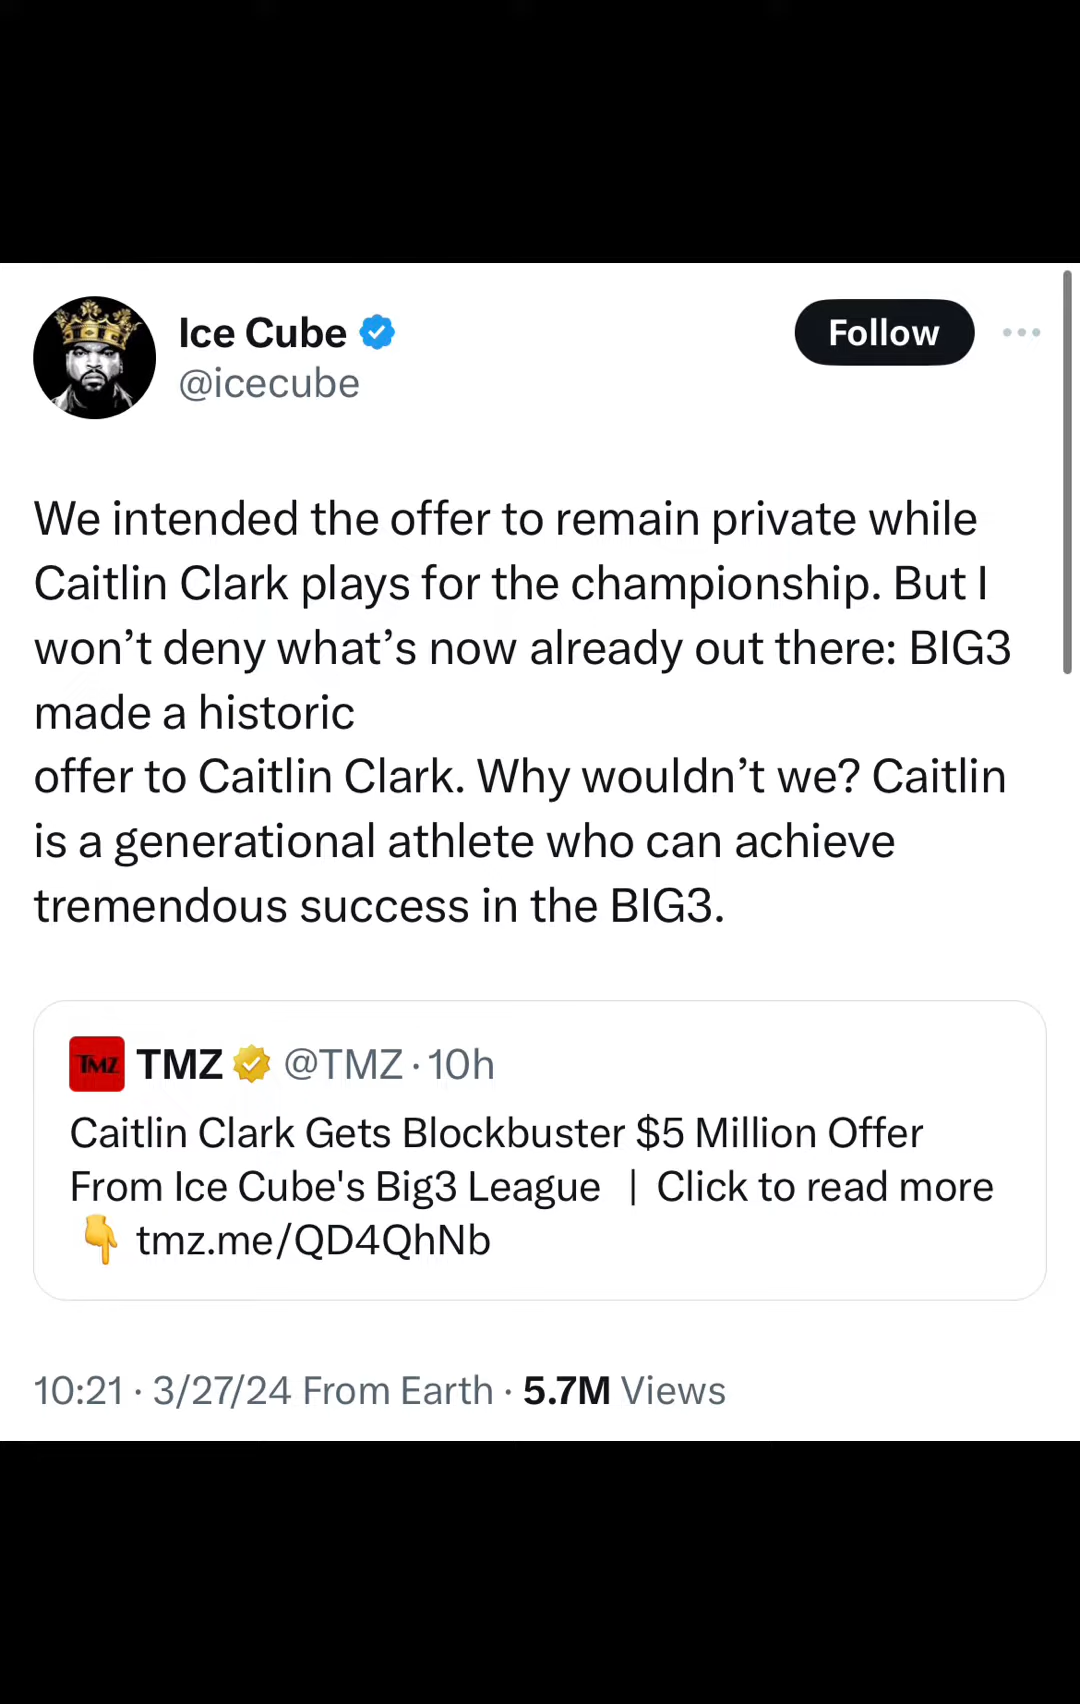 Ice Cube
@icecube
Follow
We intended the offer to remain private while
Caitlin Clark plays for the championship. But I
won’t deny what’s now already out there: BIG3
made a historic
offer to Caitlin Clark. Why wouldn’t we? Caitlin
is a generational athlete who can achieve
tremendous success in the BIG3.
TMZ TMZ @TMZ · 10h
Caitlin Clark Gets Blockbuster $5 Million Offer
From Ice Cube's Big3 League | Click to read more
👇 tmz.me/QD4QhNb
10:21 · 3/27/24 From Earth · 5.7M Views